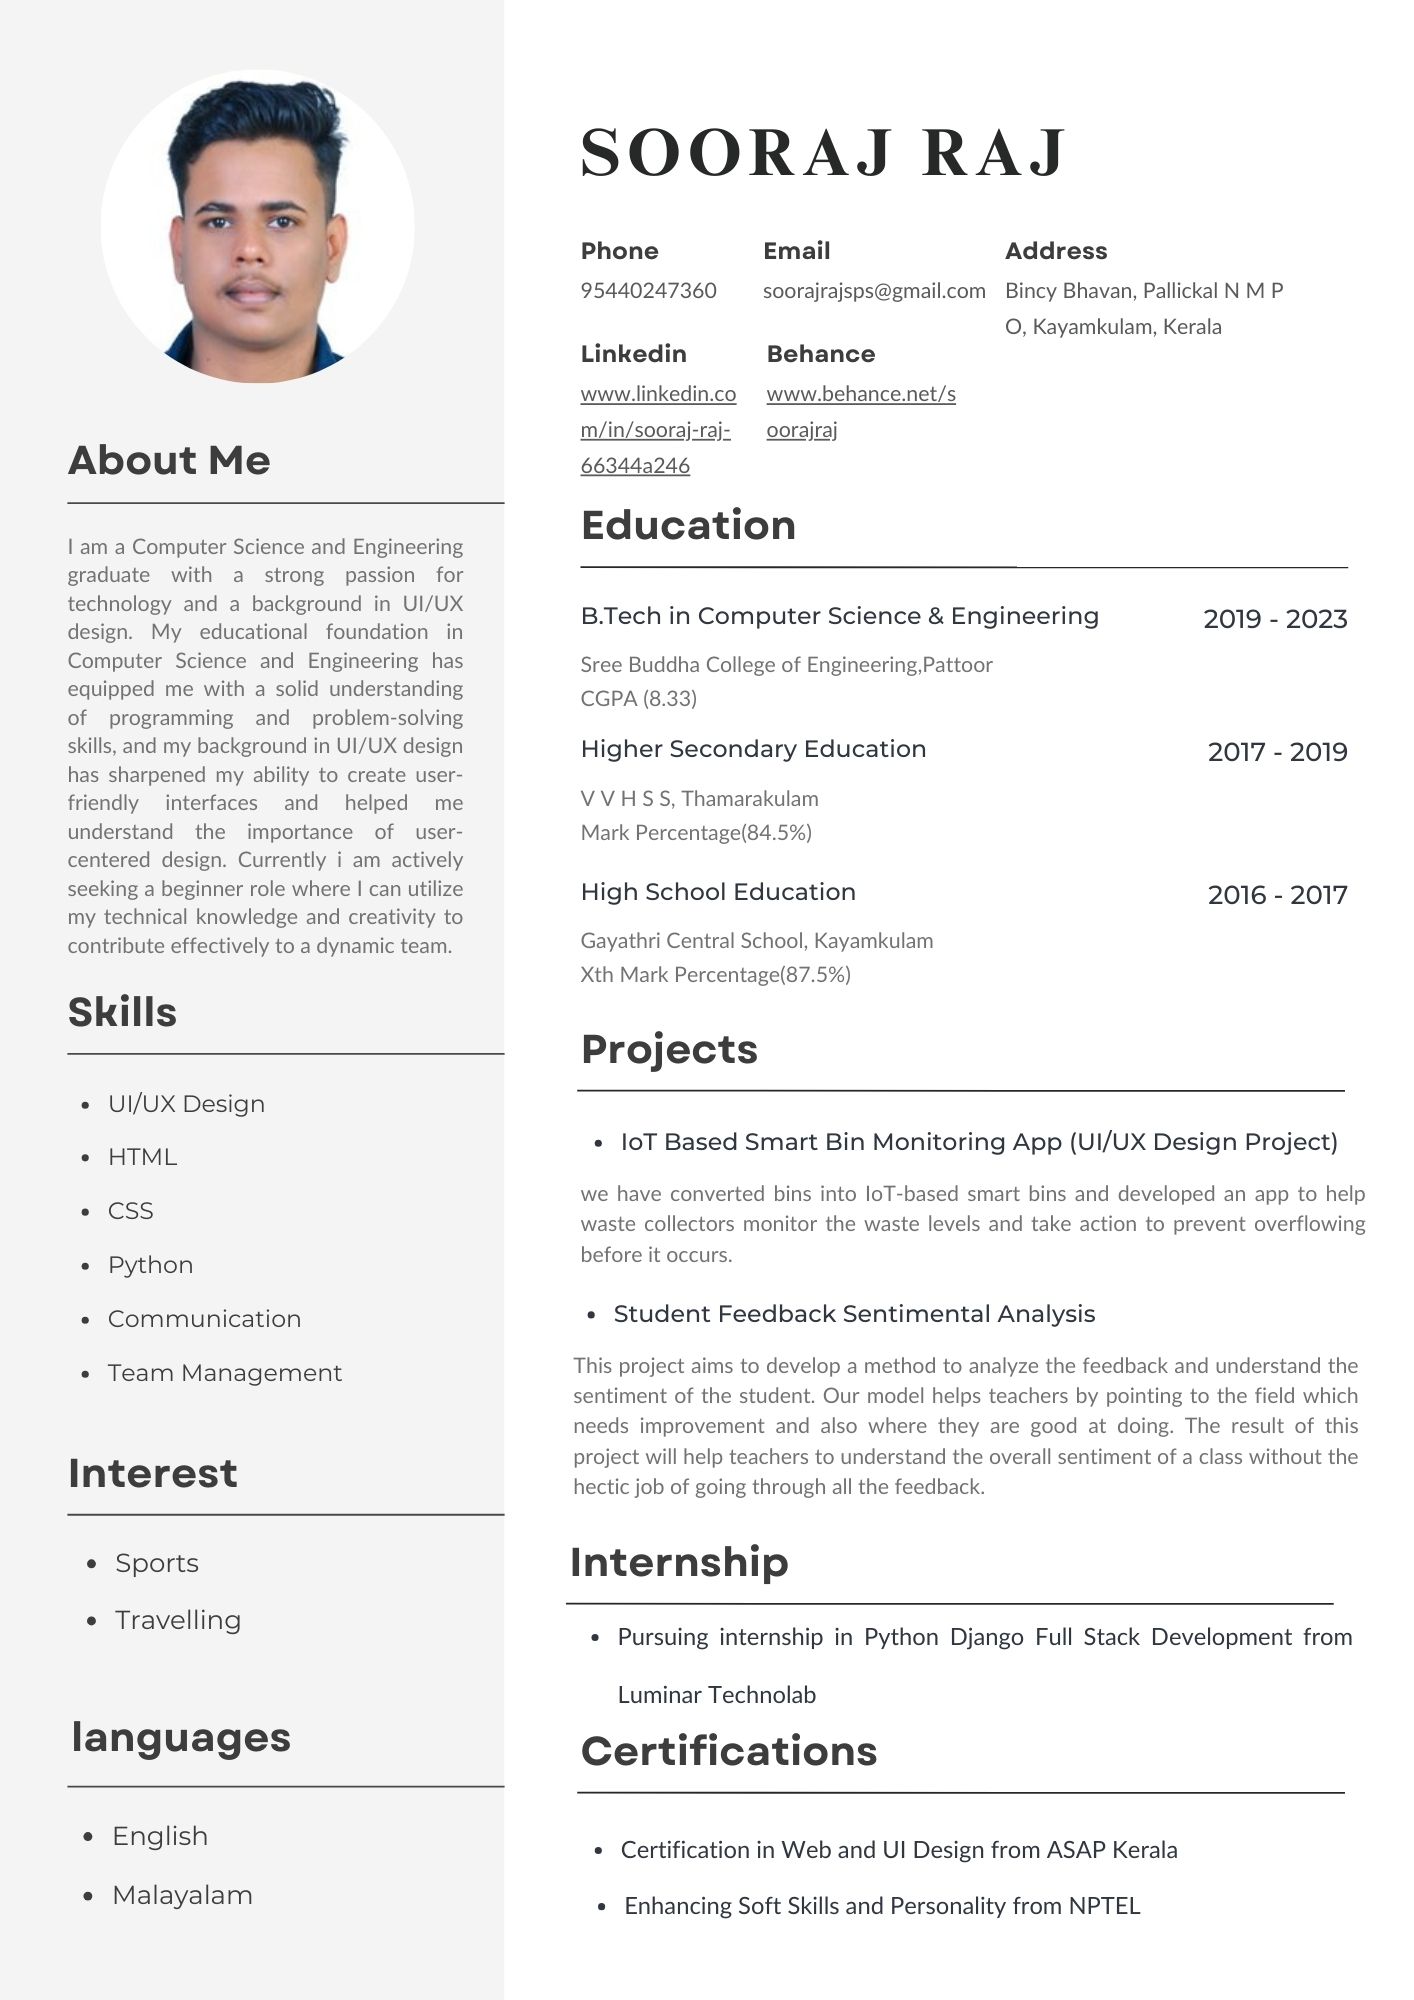 SOORAJ RAJ
Phone
95440247360
Email
soorajrajsps@gmail.com
Address
Bincy Bhavan, Pallickal N M P
O, Kayamkulam, Kerala
Linkedin
www.linkedin.co
m/in/sooraj-raj-
66344a246
Behance
www.behance.net/s
oorajraj
About Me
I am a Computer Science and Engineering
graduate with a strong passion for
technology and a background in UI/UX
design. My educational foundation in
Computer Science and Engineering has
equipped me with a solid understanding
of programming and problem-solving
skills, and my background in UI/UX design
has sharpened my ability to create user-
friendly interfaces and helped me
understand the importance of user-
centered design. Currently i am actively
seeking a beginner role where I can utilize
my technical knowledge and creativity to
contribute effectively to a dynamic team.
Skills
• UI/UX Design
• HTML
• CSS
• Python
• Communication
• Team Management
Interest
• Sports
• Travelling
languages
• English
• Malayalam
Education
B.Tech in Computer Science & Engineering 2019 - 2023
Sree Buddha College of Engineering,Pattoor
CGPA (8.33)
Higher Secondary Education 2017 - 2019
V V H S S, Thamarakulam
Mark Percentage(84.5%)
High School Education 2016 - 2017
Gayathri Central School, Kayamkulam
Xth Mark Percentage(87.5%)
Projects
• IoT Based Smart Bin Monitoring App (UI/UX Design Project)
we have converted bins into IoT-based smart bins and developed an app to help
waste collectors monitor the waste levels and take action to prevent overflowing
before it occurs.
• Student Feedback Sentimental Analysis
This project aims to develop a method to analyze the feedback and understand the
sentiment of the student. Our model helps teachers by pointing to the field which
needs improvement and also where they are good at doing. The result of this
project will help teachers to understand the overall sentiment of a class without the
hectic job of going through all the feedback.
Internship
• Pursuing internship in Python Django Full Stack Development from
Luminar Technolab
Certifications
• Certification in Web and UI Design from ASAP Kerala
• Enhancing Soft Skills and Personality from NPTEL